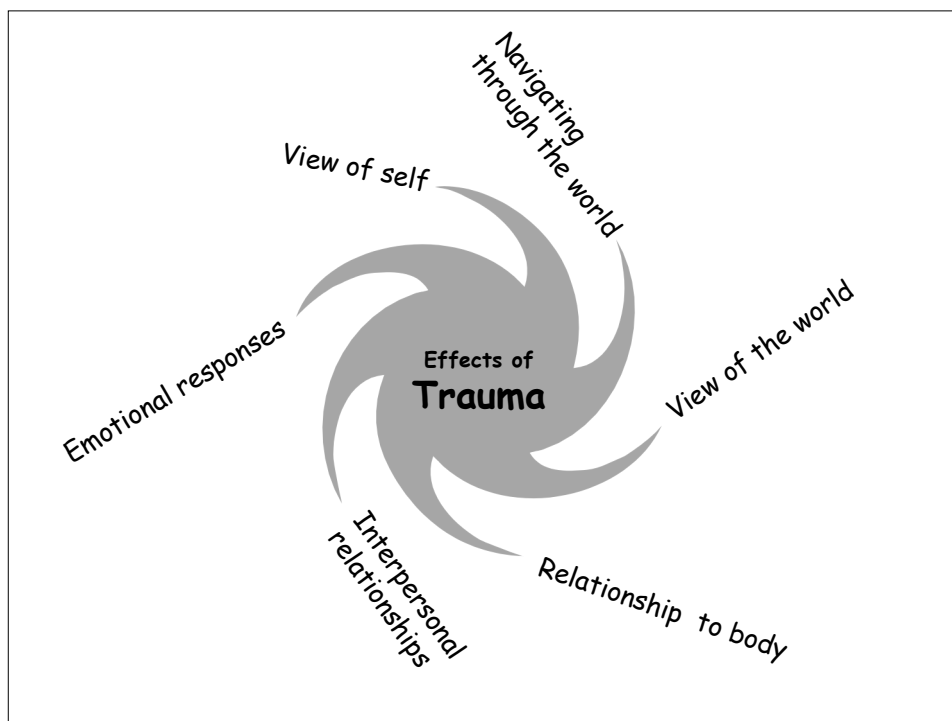 Navigating
through the world
View of self
View of the world
Emotional responses
Effects of
Trauma
Interpersonal
relationships
Relationship to body